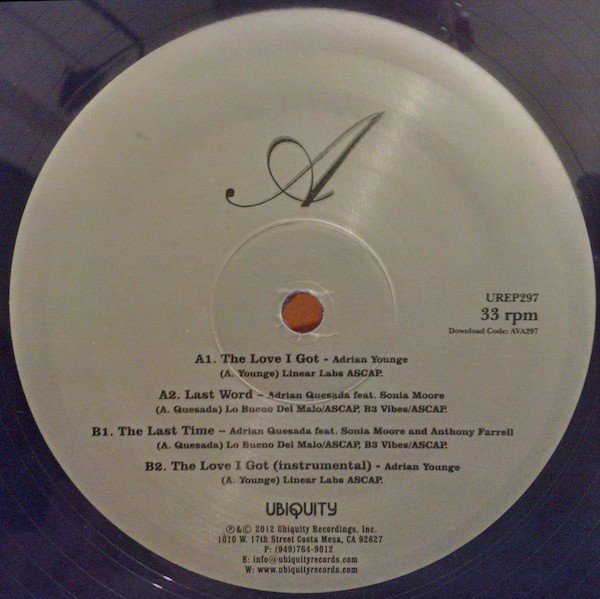 A
UREP297
33 rpm
Download Code: AVA297
A1. The Love I Got - Adrian Younge
(A. Younge) Linear Labs ASCAP.
A2. Last Word – Adrian Quesada feat. Sonia Moore
(A. Quesada) Lo Bueno Del Malo/ASCAP, B3 Vibes/ASCAP.
B1. The Last Time – Adrian Quesada feat. Sonia Moore and Anthony Farrell
(A. Quesada) Lo Bueno Del Malo/ASCAP, B3 Vibes/ASCAP.
B2. The Love I Got (instrumental) - Adrian Younge
(A. Younge) Linear Labs ASCAP.
UBIQUITY
℗&© 2012 Ubiquity Recordings, Inc.
1010 W. 17th Street Costa Mesa, CA 92627
P: (949)764-9012
E: info@ubiquityrecords.com
W: www.ubiquityrecords.com